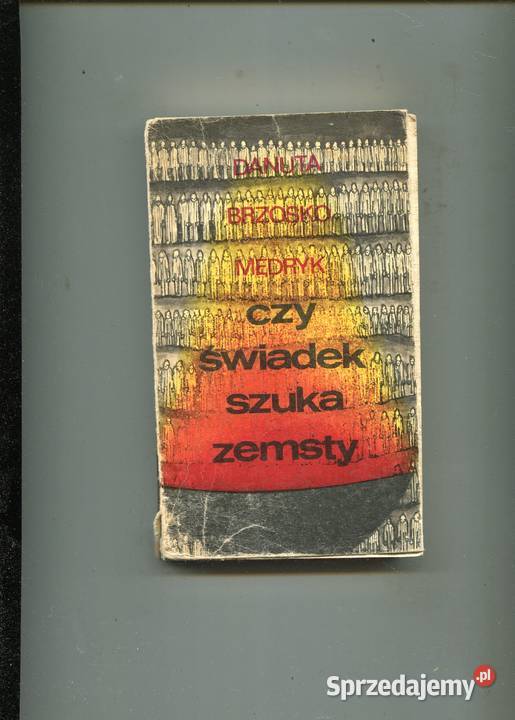 DANUTA
BRZOSKO
MĘDRYK
czy
świadek
szuka
zemsty
Sprzedajemy.pl